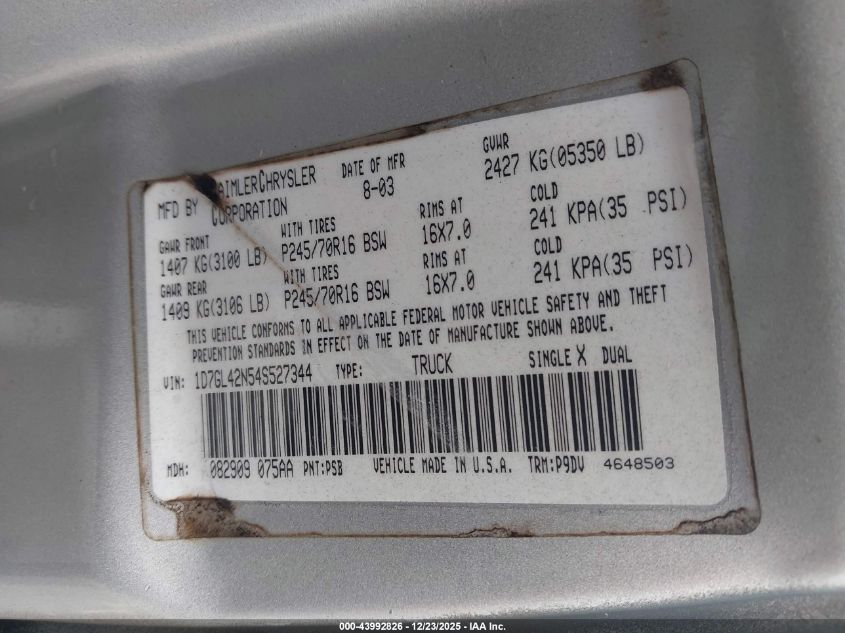 MFD BY DAIMLERCHRYSLER CORPORATION
DATE OF MFR 8-03
GVWR 2427 KG(05350 LB)
GAWR FRONT WITH TIRES RIMS AT COLD
1407 KG(3100 LB) P245/70R16 BSW 16X7.0 241 KPA(35 PSI)
GAWR REAR WITH TIRES RIMS AT COLD
1409 KG(3106 LB) P245/70R16 BSW 16X7.0 241 KPA(35 PSI)
THIS VEHICLE CONFORMS TO ALL APPLICABLE FEDERAL MOTOR VEHICLE SAFETY AND THEFT
PREVENTION STANDARDS IN EFFECT ON THE DATE OF MANUFACTURE SHOWN ABOVE.
VIN: 1D7GL42N54S527344 TYPE: TRUCK SINGLE X DUAL
MDH: 082909 075AA PNT:PSB VEHICLE MADE IN U.S.A. TRM:P9DV 4648503
000-43992826 - 12/23/2025 - IAA Inc.